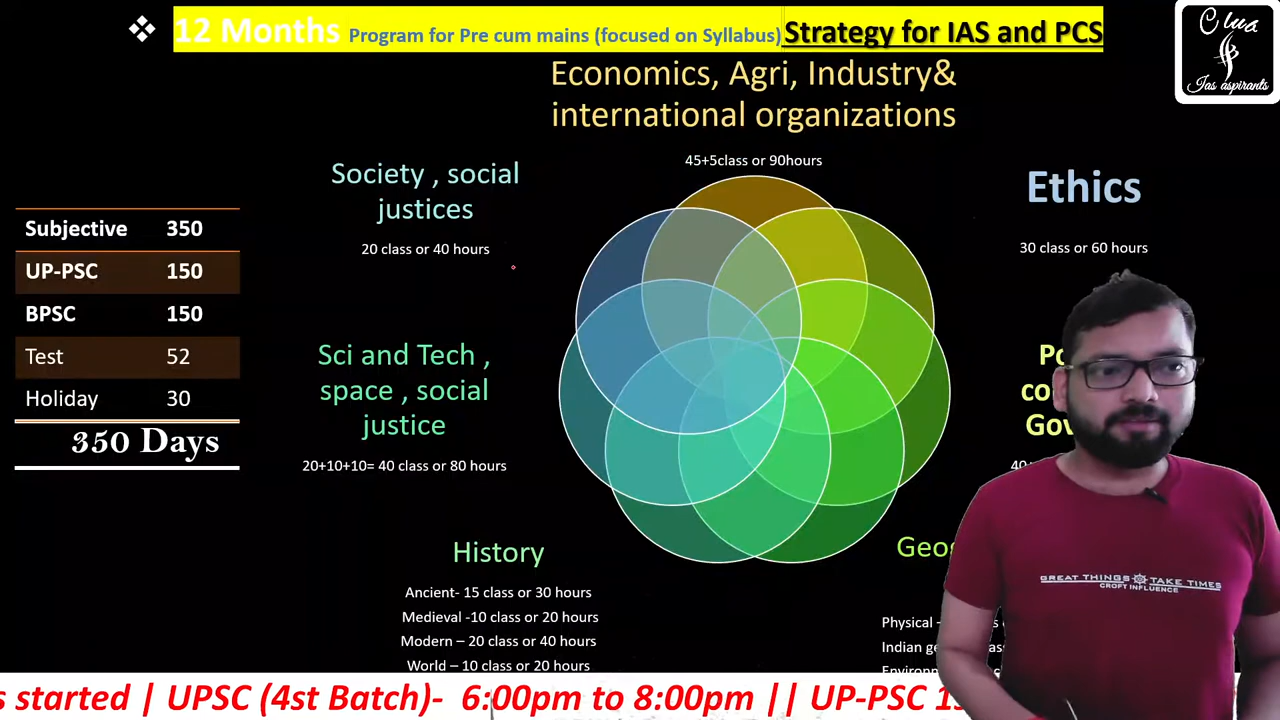 ❖ 12 Months Program for Pre cum mains (focused on Syllabus) Strategy for IAS and PCS
Clua
Ias aspirants
Economics, Agri, Industry&
international organizations
45+5class or 90hours
Society , social
justices
20 class or 40 hours
Ethics
30 class or 60 hours
Subjective 350
UP-PSC 150
BPSC 150
Test 52
Holiday 30
350 Days
Sci and Tech ,
space , social
justice
20+10+10= 40 class or 80 hours
History
Ancient- 15 class or 30 hours
Medieval -10 class or 20 hours
Modern – 20 class or 40 hours
World – 10 class or 20 hours
Physical -
Indian
GREAT THINGS TAKE TIMES
CROFT INFLUENCE
started | UPSC (4st Batch)- 6:00pm to 8:00pm || UP-PSC